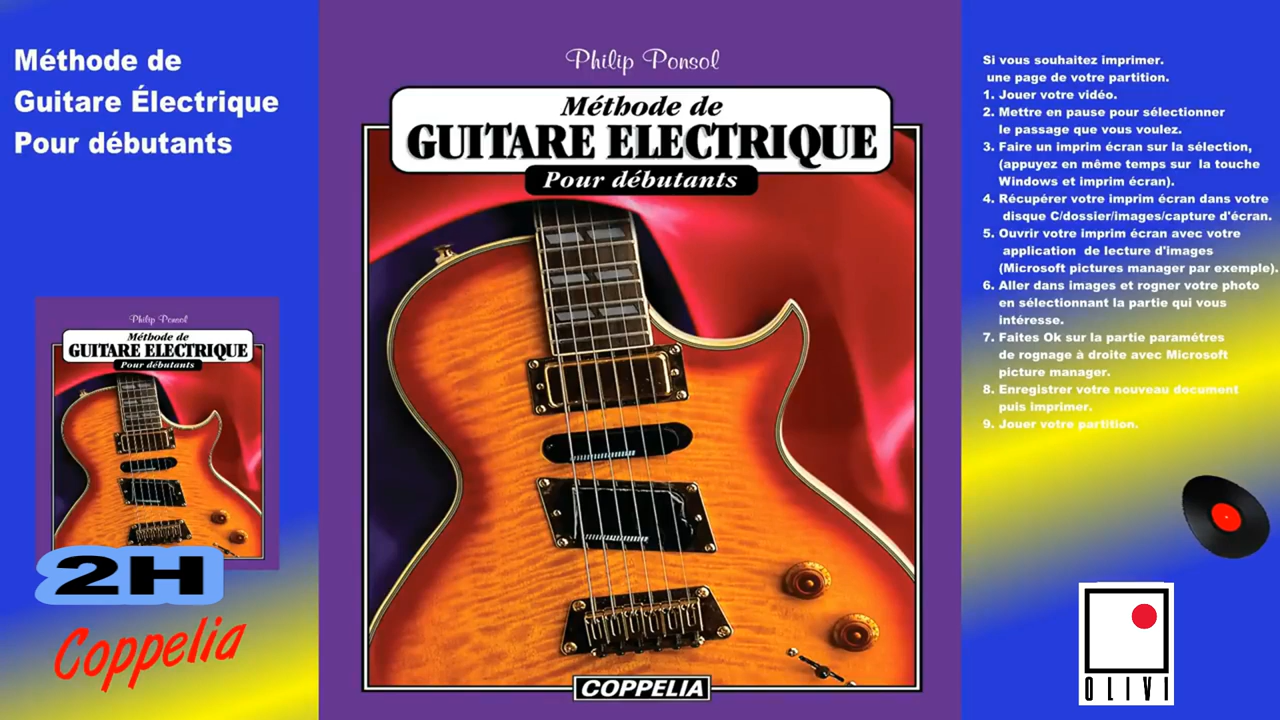 Méthode de
Guitare Électrique
Pour débutants
Philip Ponsol
Méthode de
GUITARE ELECTRIQUE
Pour débutants
2H
Coppelia
Philip Ponsol
Méthode de
GUITARE ELECTRIQUE
Pour débutants
COPPELIA
Si vous souhaitez imprimer.
une page de votre partition.
1. Jouer votre vidéo.
2. Mettre en pause pour sélectionner
le passage que vous voulez.
3. Faire un imprim écran sur la sélection,
(appuyez en même temps sur la touche
Windows et imprim écran).
4. Récupérer votre imprim écran dans votre
disque C/dossier/images/capture d'écran.
5. Ouvrir votre imprim écran avec votre
application de lecture d'images
(Microsoft pictures manager par exemple).
6. Aller dans images et rogner votre photo
en sélectionnant la partie qui vous
intéresse.
7. Faites Ok sur la partie paramétres
de rognage à droite avec Microsoft
picture manager.
8. Enregistrer votre nouveau document
puis imprimer.
9. Jouer votre partition.
OLIVI